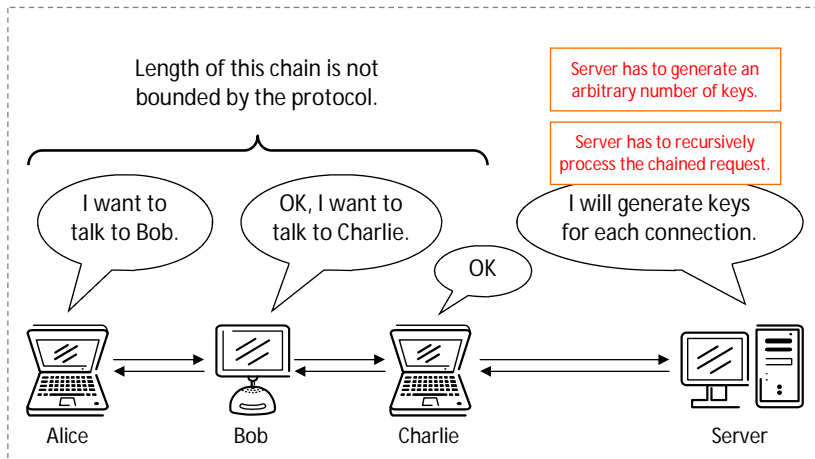 Length of this chain is not
bounded by the protocol.
Server has to generate an
arbitrary number of keys.
Server has to recursively
process the chained request.
I want to
talk to Bob.
OK, I want to
talk to Charlie.
OK
I will generate keys
for each connection.
Alice
Bob
Charlie
Server